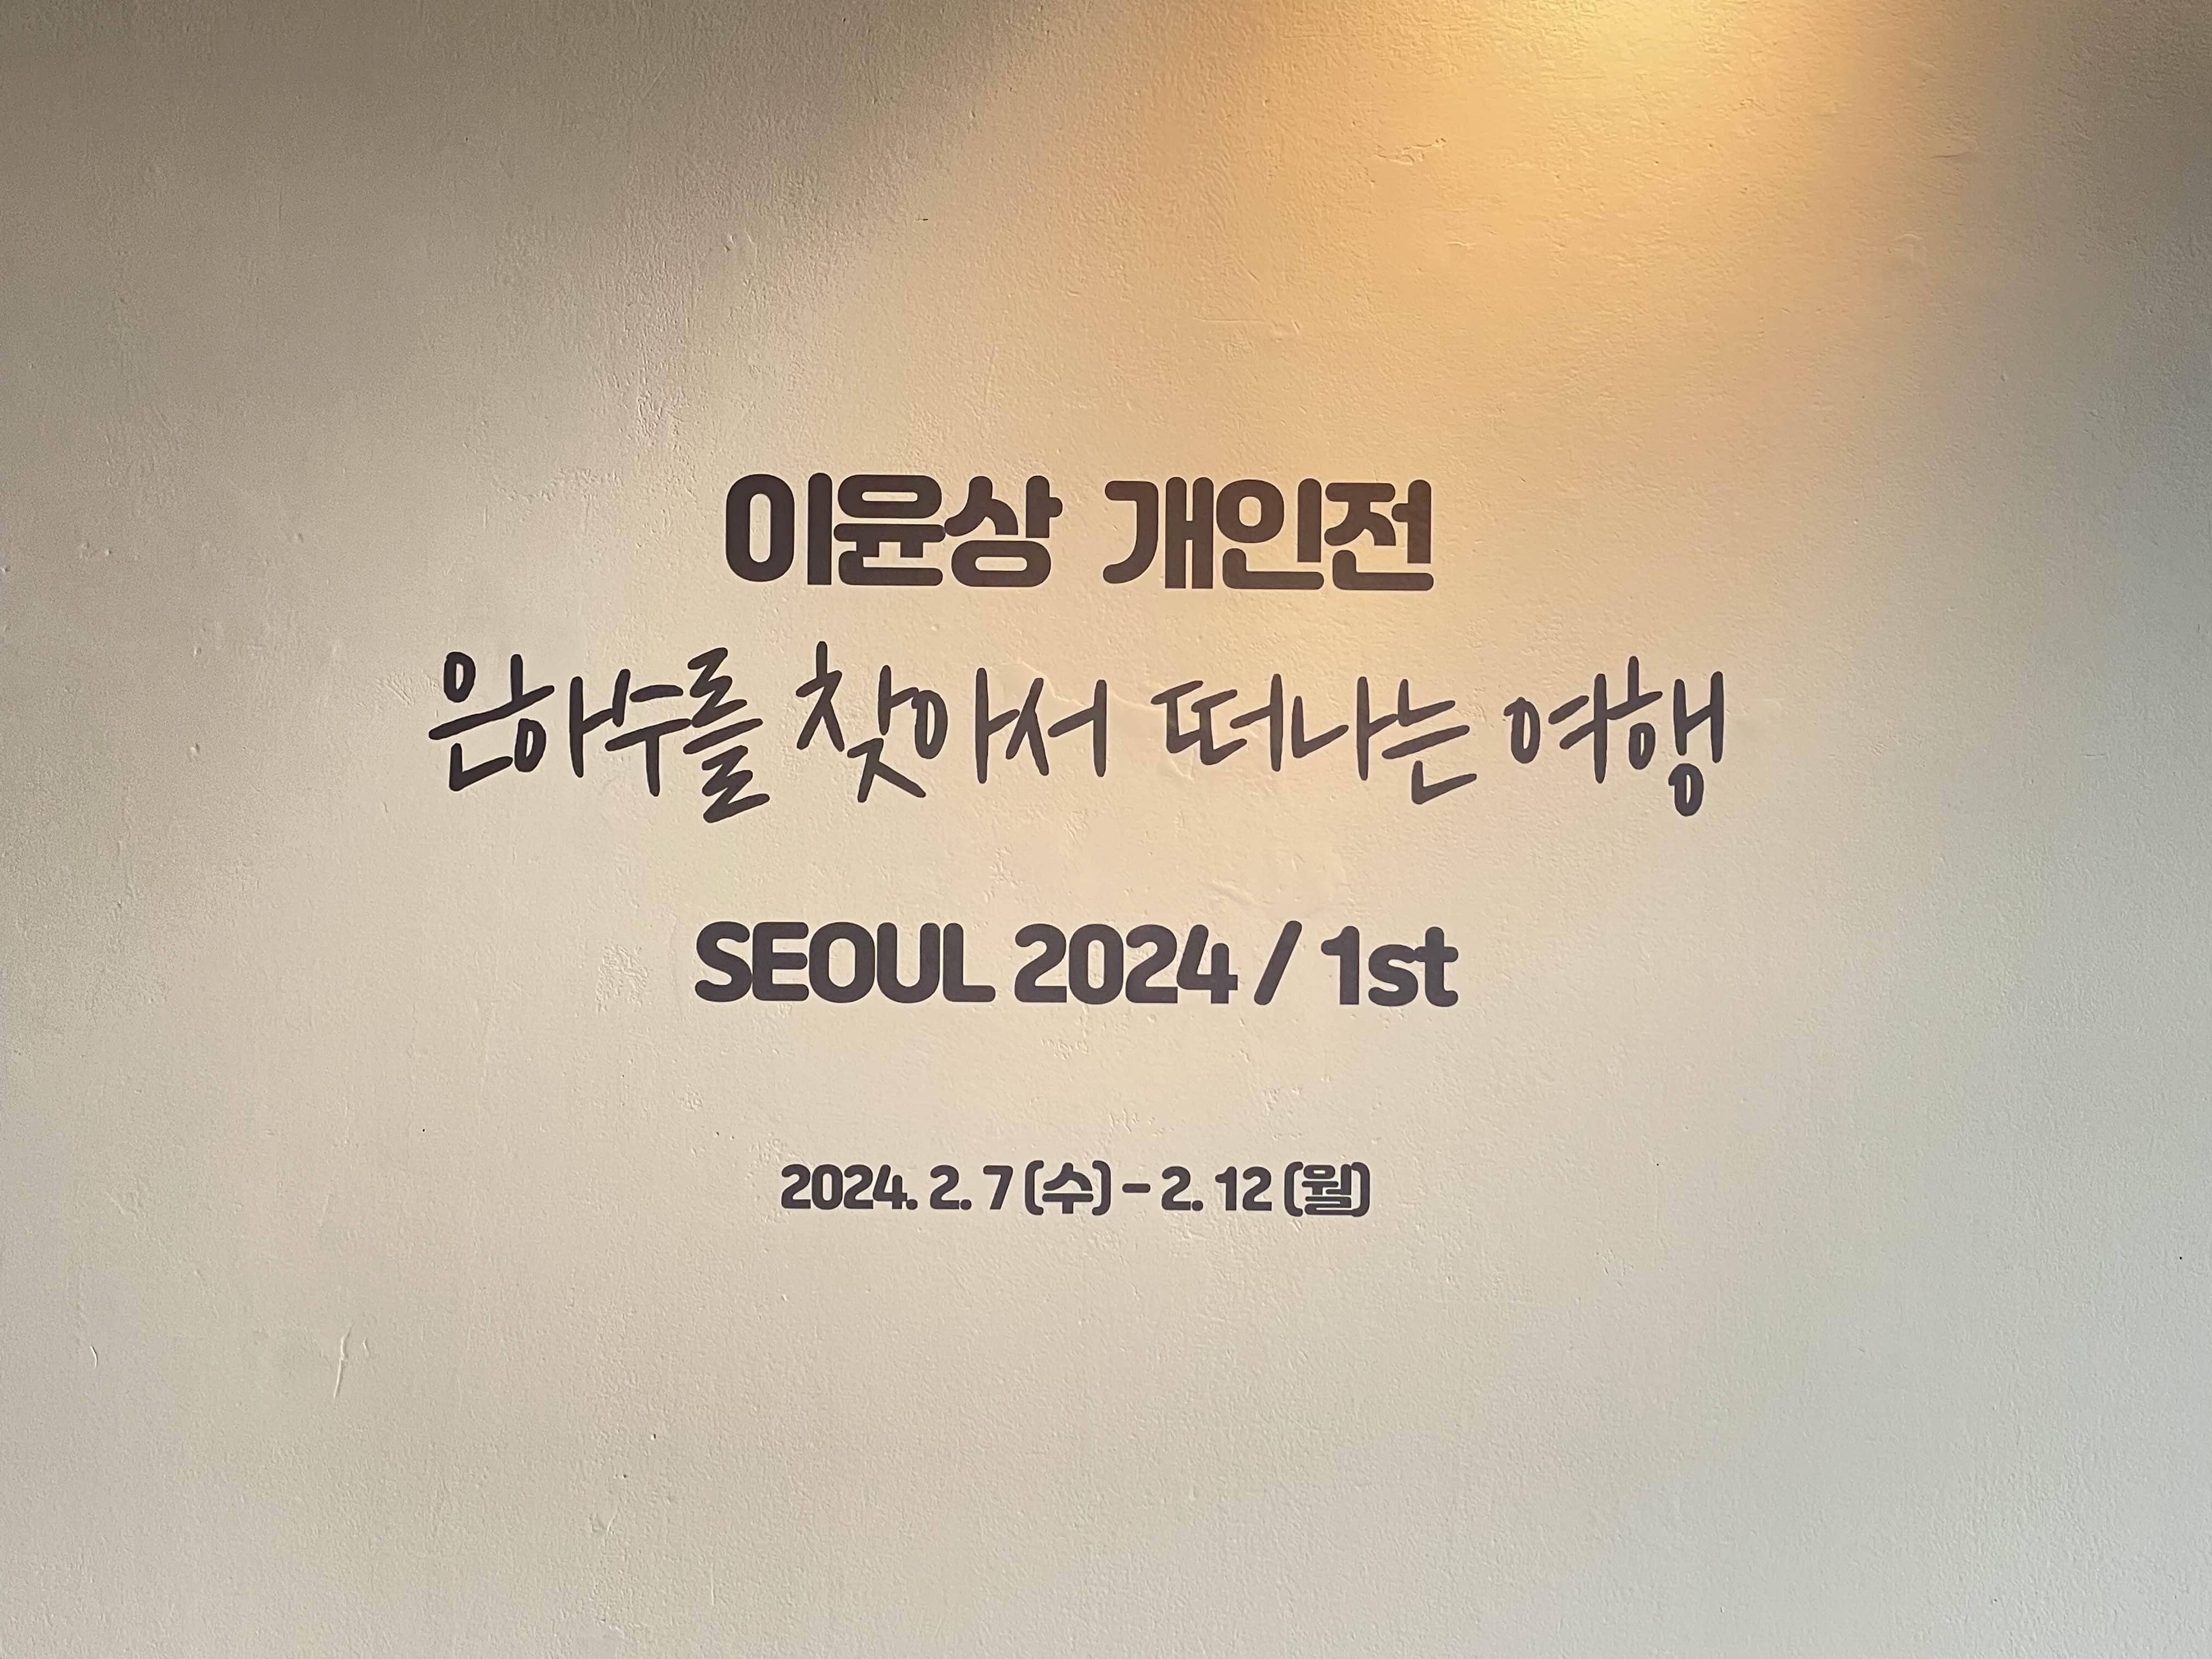 이윤상 개인전
은하수를 찾아서 떠나는 여행
SEOUL 2024 / 1st
2024. 2. 7 (수) - 2. 12 (월)